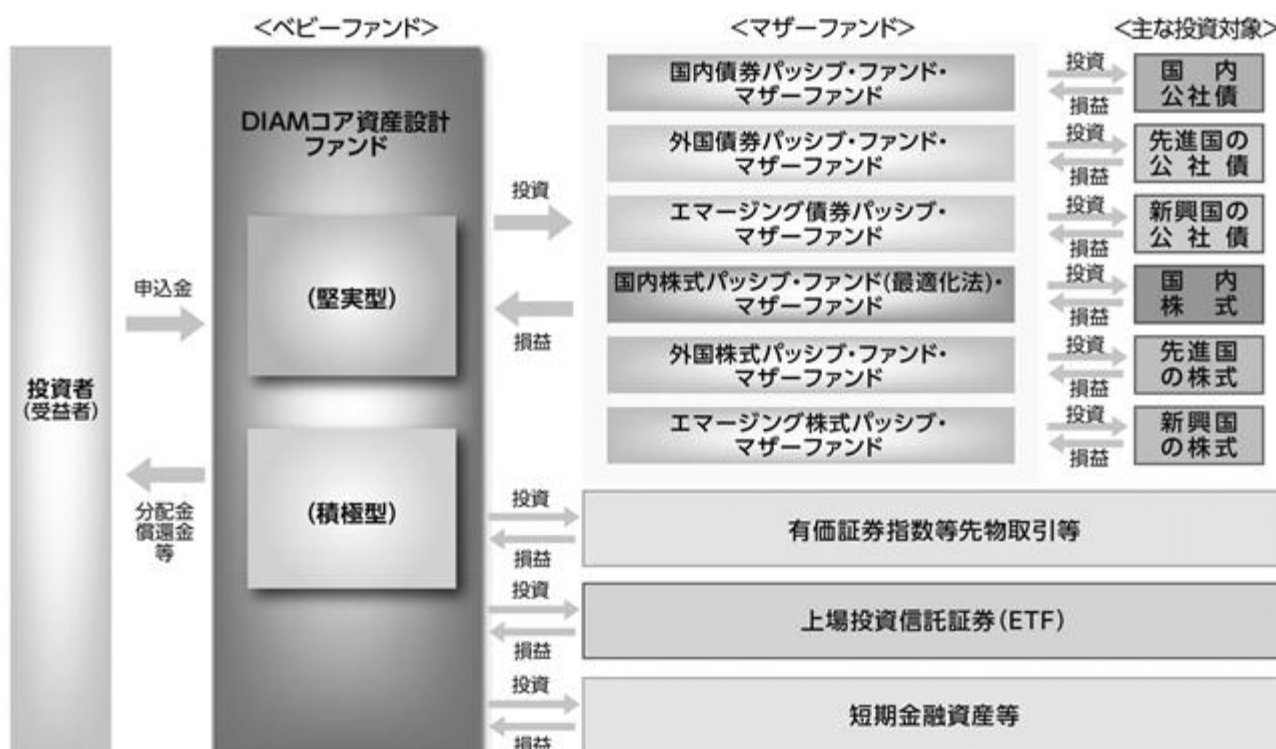 <ベビーファンド>
<マザーファンド>
<主な投資対象>
投資者
(受益者)
申込金
分配金
償還金
等
DIAMコア資産設計
ファンド
(堅実型)
(積極型)
投資
損益
国内債券パッシブ・ファンド・
マザーファンド
投資
損益
国内
公社債
外国債券パッシブ・ファンド・
マザーファンド
投資
損益
先進国の
公社債
エマージング債券パッシブ・
マザーファンド
投資
損益
新興国の
公社債
国内株式パッシブ・ファンド(最適化法)・
マザーファンド
投資
損益
国内
株式
外国株式パッシブ・ファンド・
マザーファンド
投資
損益
先進国
の株式
エマージング株式パッシブ・
マザーファンド
投資
損益
新興国
の株式
投資
損益
有価証券指数等先物取引等
投資
損益
上場投資信託証券(ETF)
投資
損益
短期金融資産等